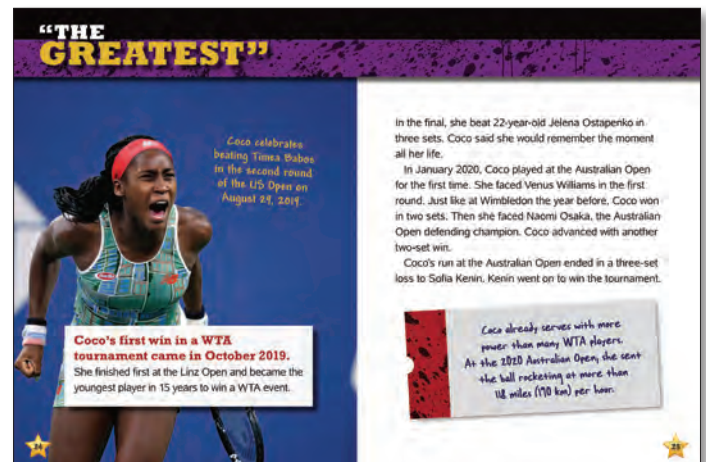 “THE
GREATEST”
Coco celebrates
beating Timea Babos
in the second round
of the US Open on
August 29, 2019.
Coco’s first win in a WTA
tournament came in October 2019.
She finished first at the Linz Open and became the
youngest player in 15 years to win a WTA event.
24
In the final, she beat 22-year-old Jelena Ostapenko in
three sets. Coco said she would remember the moment
all her life.
In January 2020, Coco played at the Australian Open
for the first time. She faced Venus Williams in the first
round. Just like at Wimbledon the year before, Coco won
in two sets. Then she faced Naomi Osaka, the Australian
Open defending champion. Coco advanced with another
two-set win.
Coco’s run at the Australian Open ended in a three-set
loss to Sofia Kenin. Kenin went on to win the tournament.
Coco already serves with more
power than many WTA players.
At the 2020 Australian Open, she sent
the ball rocketing at more than
118 miles (190 km) per hour.
25